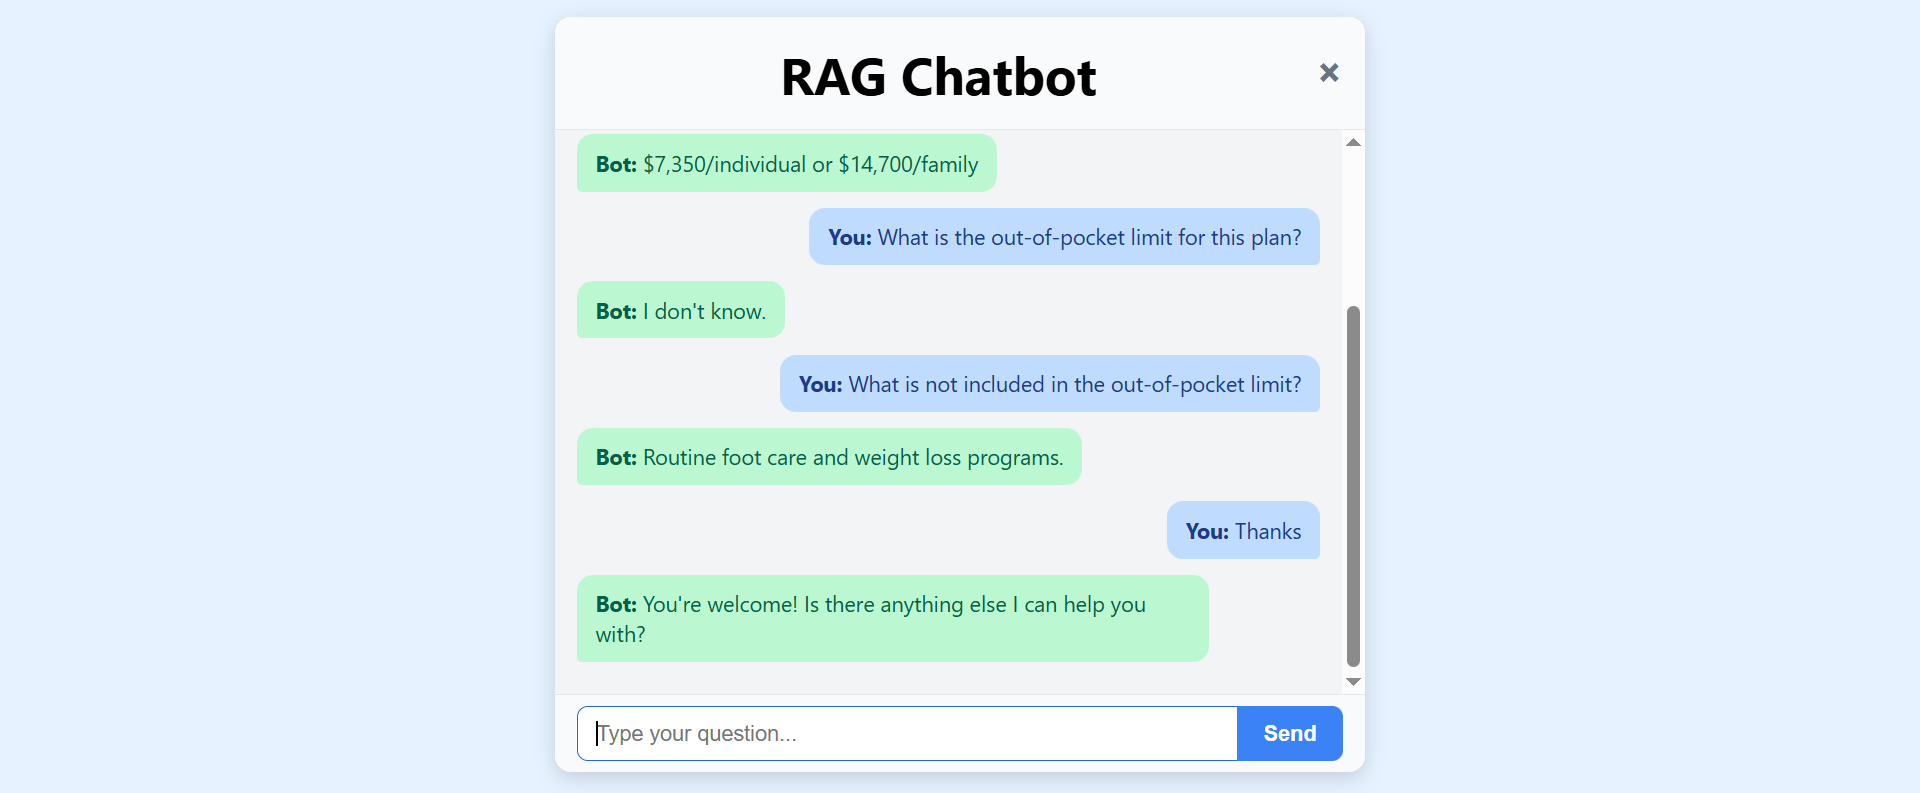 RAG Chatbot
×
Bot: $7,350/individual or $14,700/family
You: What is the out-of-pocket limit for this plan?
Bot: I don't know.
You: What is not included in the out-of-pocket limit?
Bot: Routine foot care and weight loss programs.
You: Thanks
Bot: You're welcome! Is there anything else I can help you
with?
Type your question...
Send